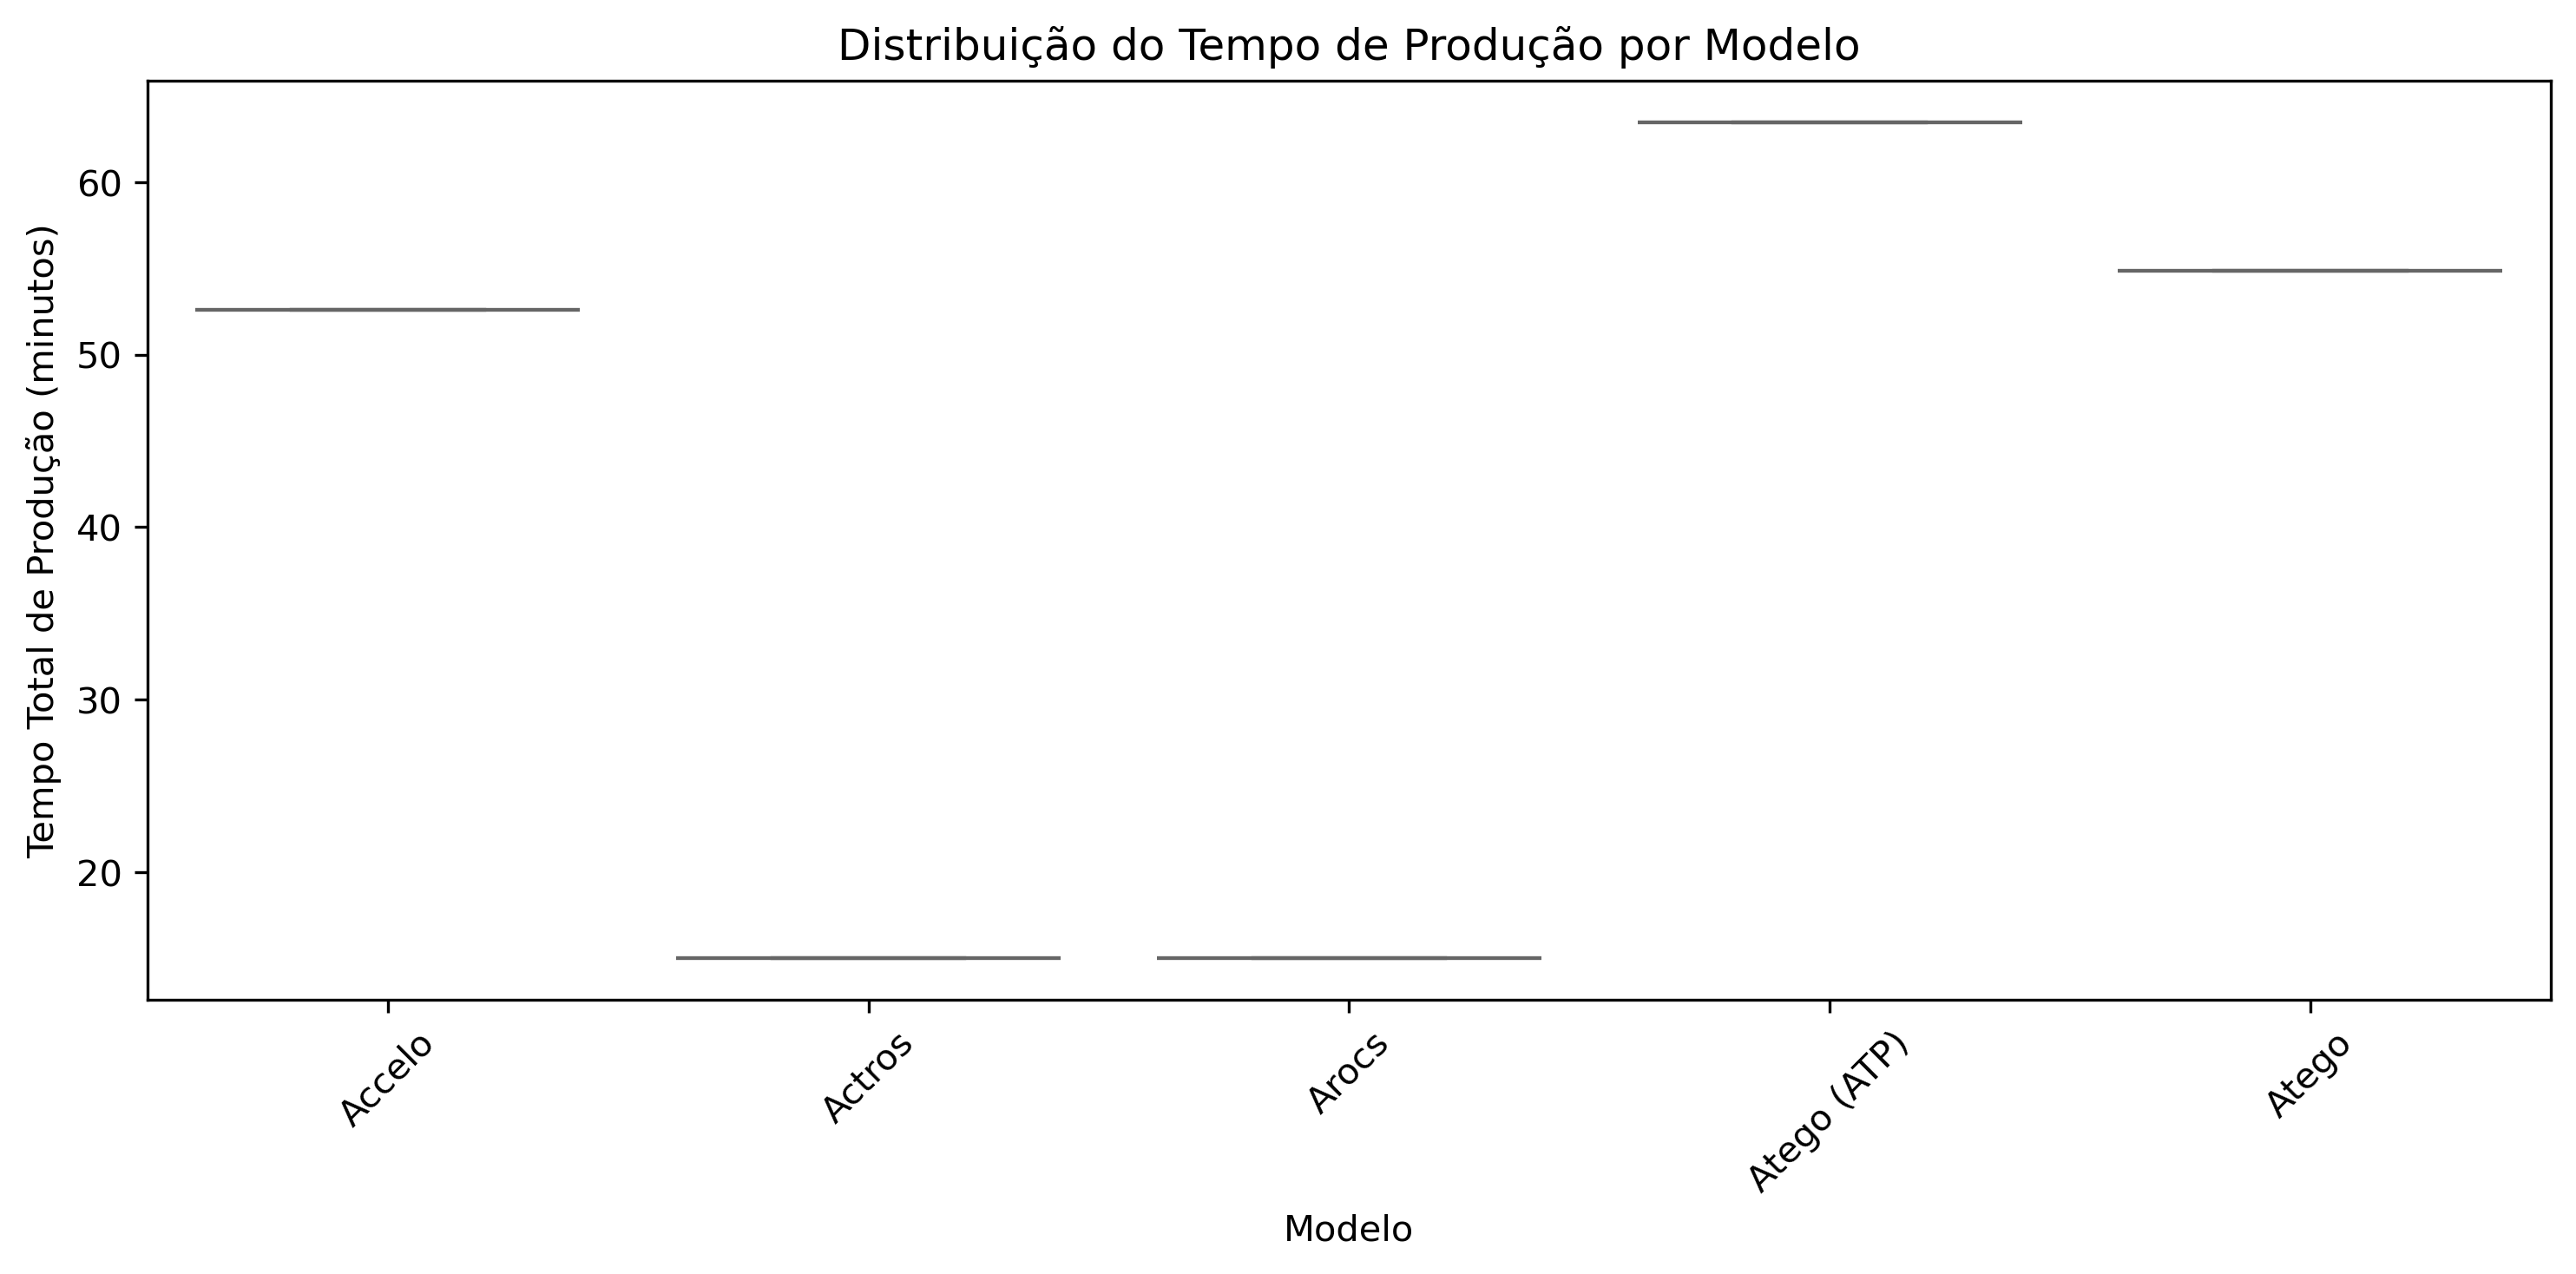 Distribuição do Tempo de Produção por Modelo
Tempo Total de Produção (minutos)
60
50
40
30
20
Accelo
Actros
Arocs
Atego (ATP)
Atego
Modelo